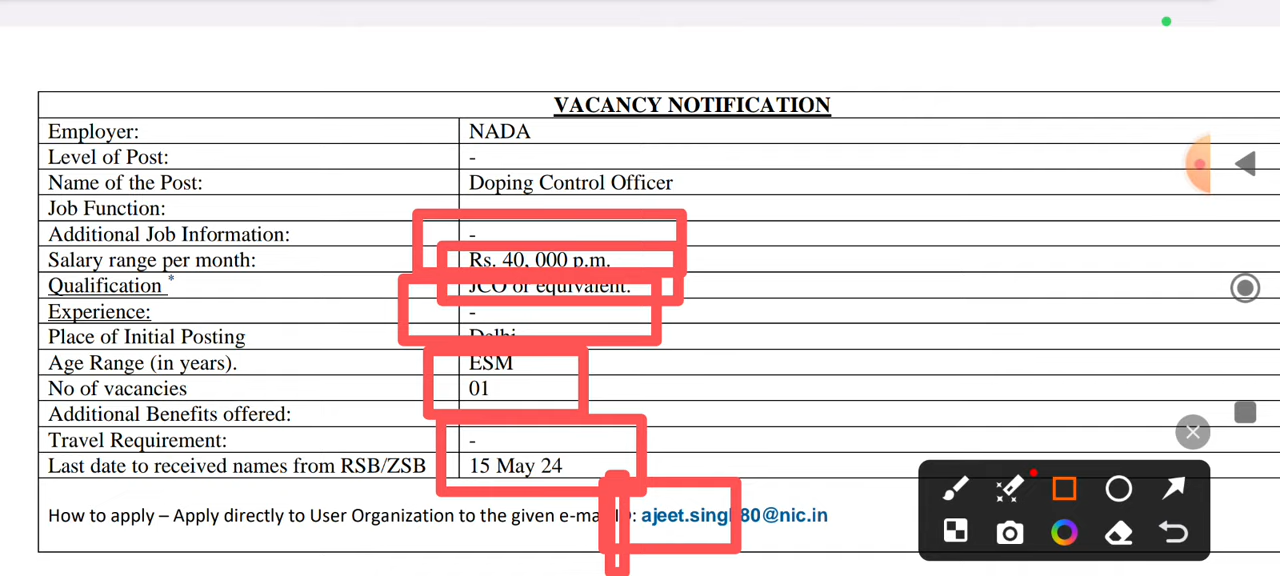 VACANCY NOTIFICATION
Employer: NADA
Level of Post: -
Name of the Post: Doping Control Officer
Job Function:
Additional Job Information: -
Salary range per month: Rs. 40, 000 p.m.
Qualification * JCO or equivalent.
Experience: -
Place of Initial Posting Delhi
Age Range (in years). ESM
No of vacancies 01
Additional Benefits offered:
Travel Requirement: -
Last date to received names from RSB/ZSB 15 May 24
How to apply – Apply directly to User Organization to the given : @nic.in